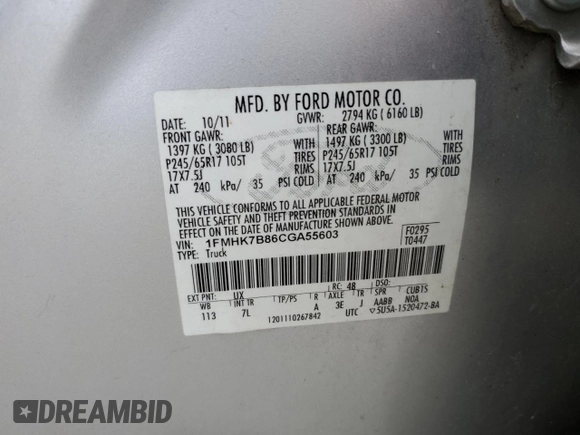 MFD. BY FORD MOTOR CO.
DATE: 10/11 GVWR: 2794 KG ( 6160 LB)
FRONT GAWR: REAR GAWR:
1397 KG ( 3080 LB) WITH 1497 KG ( 3300 LB) WITH
P245/65R17 105T TIRES P245/65R17 105T TIRES
17X7.5J RIMS 17X7.5J RIMS
AT 240 kPa/ 35 PSI COLD AT 240 kPa/ 35 PSI COLD
THIS VEHICLE CONFORMS TO ALL APPLICABLE FEDERAL MOTOR
VEHICLE SAFETY AND THEFT PREVENTION STANDARDS IN
EFFECT ON THE DATE OF MANUFACTURE SHOWN ABOVE.
VIN: 1FMHK7B86CGA55603 F0295
TYPE: Truck T0447
EXT PNT: UX RC: 48 DSO:
WB INT TR TP/PS R AXLE TR SPR CUBTS
113 7L A 3E J AABB NOA
1201110267842 UTC ▽5U5A-1520472-BA
Ford
DREAMBID